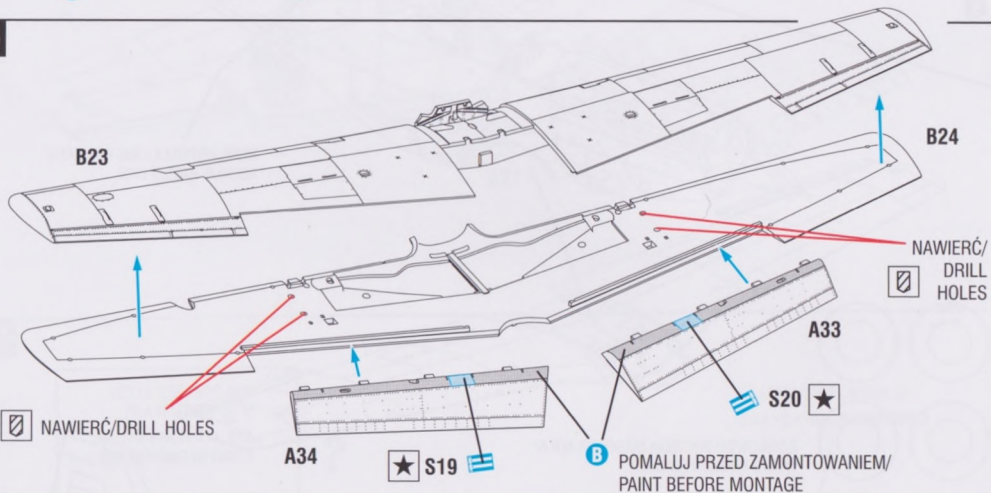 B23
B24
NAWIERĆ/
DRILL
HOLES
A33
S20
NAWIERĆ/DRILL HOLES
A34
S19
B
POMALUJ PRZED ZAMONTOWANIEM/
PAINT BEFORE MONTAGE